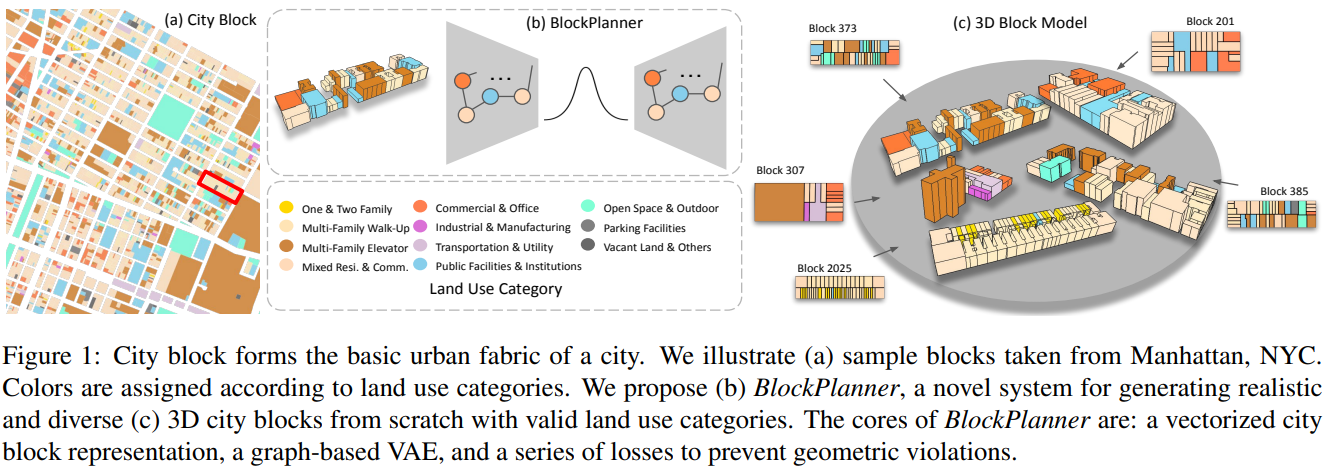 (a) City Block
(b) BlockPlanner
(c) 3D Block Model
Block 373
Block 201
Block 307
Block 385
Block 2025
One & Two Family
Multi-Family Walk-Up
Multi-Family Elevator
Mixed Resi. & Comm.
Commercial & Office
Industrial & Manufacturing
Transportation & Utility
Public Facilities & Institutions
Open Space & Outdoor
Parking Facilities
Vacant Land & Others
Land Use Category
Figure 1: City block forms the basic urban fabric of a city. We illustrate (a) sample blocks taken from Manhattan, NYC.
Colors are assigned according to land use categories. We propose (b) BlockPlanner, a novel system for generating realistic
and diverse (c) 3D city blocks from scratch with valid land use categories. The cores of BlockPlanner are: a vectorized city
block representation, a graph-based VAE, and a series of losses to prevent geometric violations.